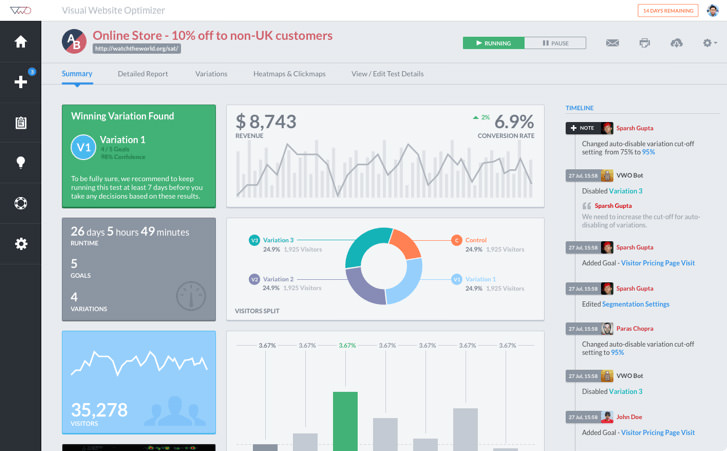 VWO
Visual Website Optimizer
14 DAYS REMAINING
3
AB
Online Store - 10% off to non-UK customers
http://watchtheworld.org/sat/
RUNNING
PAUSE
Summary
Detailed Report
Variations
Heatmaps & Clickmaps
View / Edit Test Details
Winning Variation Found
V1
Variation 1
4 / 5 Goals
98% Confidence
To be fully sure, we recommend to keep
running this test at least 7 days before you
take any decisions based on these results.
$ 8,743
REVENUE
2%
6.9%
CONVERSION RATE
26 days 5 hours 49 minutes
RUNTIME
5
GOALS
4
VARIATIONS
Variation 3
24.9% 1,925 Visitors
C
Control
24.9% 1,925 Visitors
V2
Variation 2
24.9% 1,925 Visitors
Variation 1
24.9% 1,925 Visitors
VISITORS SPLIT
35,278
VISITORS
3.67%
3.67%
3.67%
3.67%
3.67%
3.67%
TIMELINE
NOTE
Sparsh Gupta
Changed auto-disable variation cut-off
setting from 75% to 95%
27 Jul, 15:58
VWO Bot
Disabled Variation 3
Sparsh Gupta
We need to increase the cut-off for auto-
disabling of variations.
27 Jul, 15:58
Sparsh Gupta
Added Goal - Visitor Pricing Page Visit
27 Jul, 15:58
Sparsh Gupta
Edited Segmentation Settings
27 Jul, 15:58
Paras Chopra
Changed auto-disable variation cut-off
setting to 95%
27 Jul, 15:58
VWO Bot
Disabled Variation 3
27 Jul, 15:58
John Doe
Added Goal - Visitor Pricing Page Visit